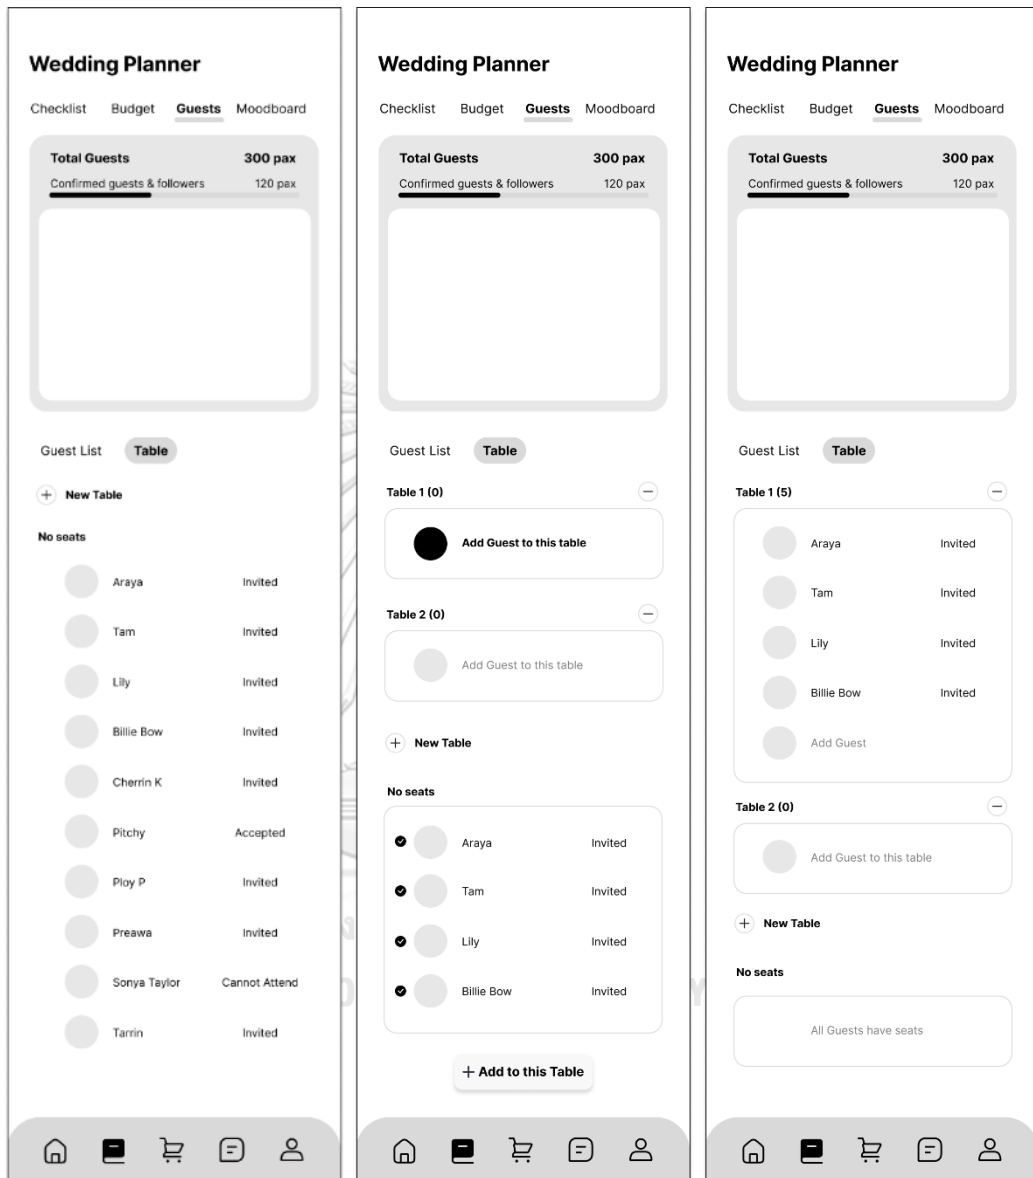 Wedding Planner
Checklist Budget Guests Moodboard
Total Guests 300 pax
Confirmed guests & followers 120 pax
Guest List Table
New Table
No seats
Araya Invited
Tam Invited
Lily Invited
Billie Bow Invited
Cherrin K Invited
Pitchy Accepted
Ploy P Invited
Preawa Invited
Sonya Taylor Cannot Attend
Tarrin Invited
Wedding Planner
Checklist Budget Guests Moodboard
Total Guests 300 pax
Confirmed guests & followers 120 pax
Guest List Table
Table 1 (0)
Add Guest to this table
Table 2 (0)
Add Guest to this table
New Table
No seats
Araya Invited
Tam Invited
Lily Invited
Billie Bow Invited
+ Add to this Table
Wedding Planner
Checklist Budget Guests Moodboard
Total Guests 300 pax
Confirmed guests & followers 120 pax
Guest List Table
Table 1 (5)
Araya Invited
Tam Invited
Lily Invited
Billie Bow Invited
Add Guest
Table 2 (0)
Add Guest to this table
New Table
No seats
All Guests have seats